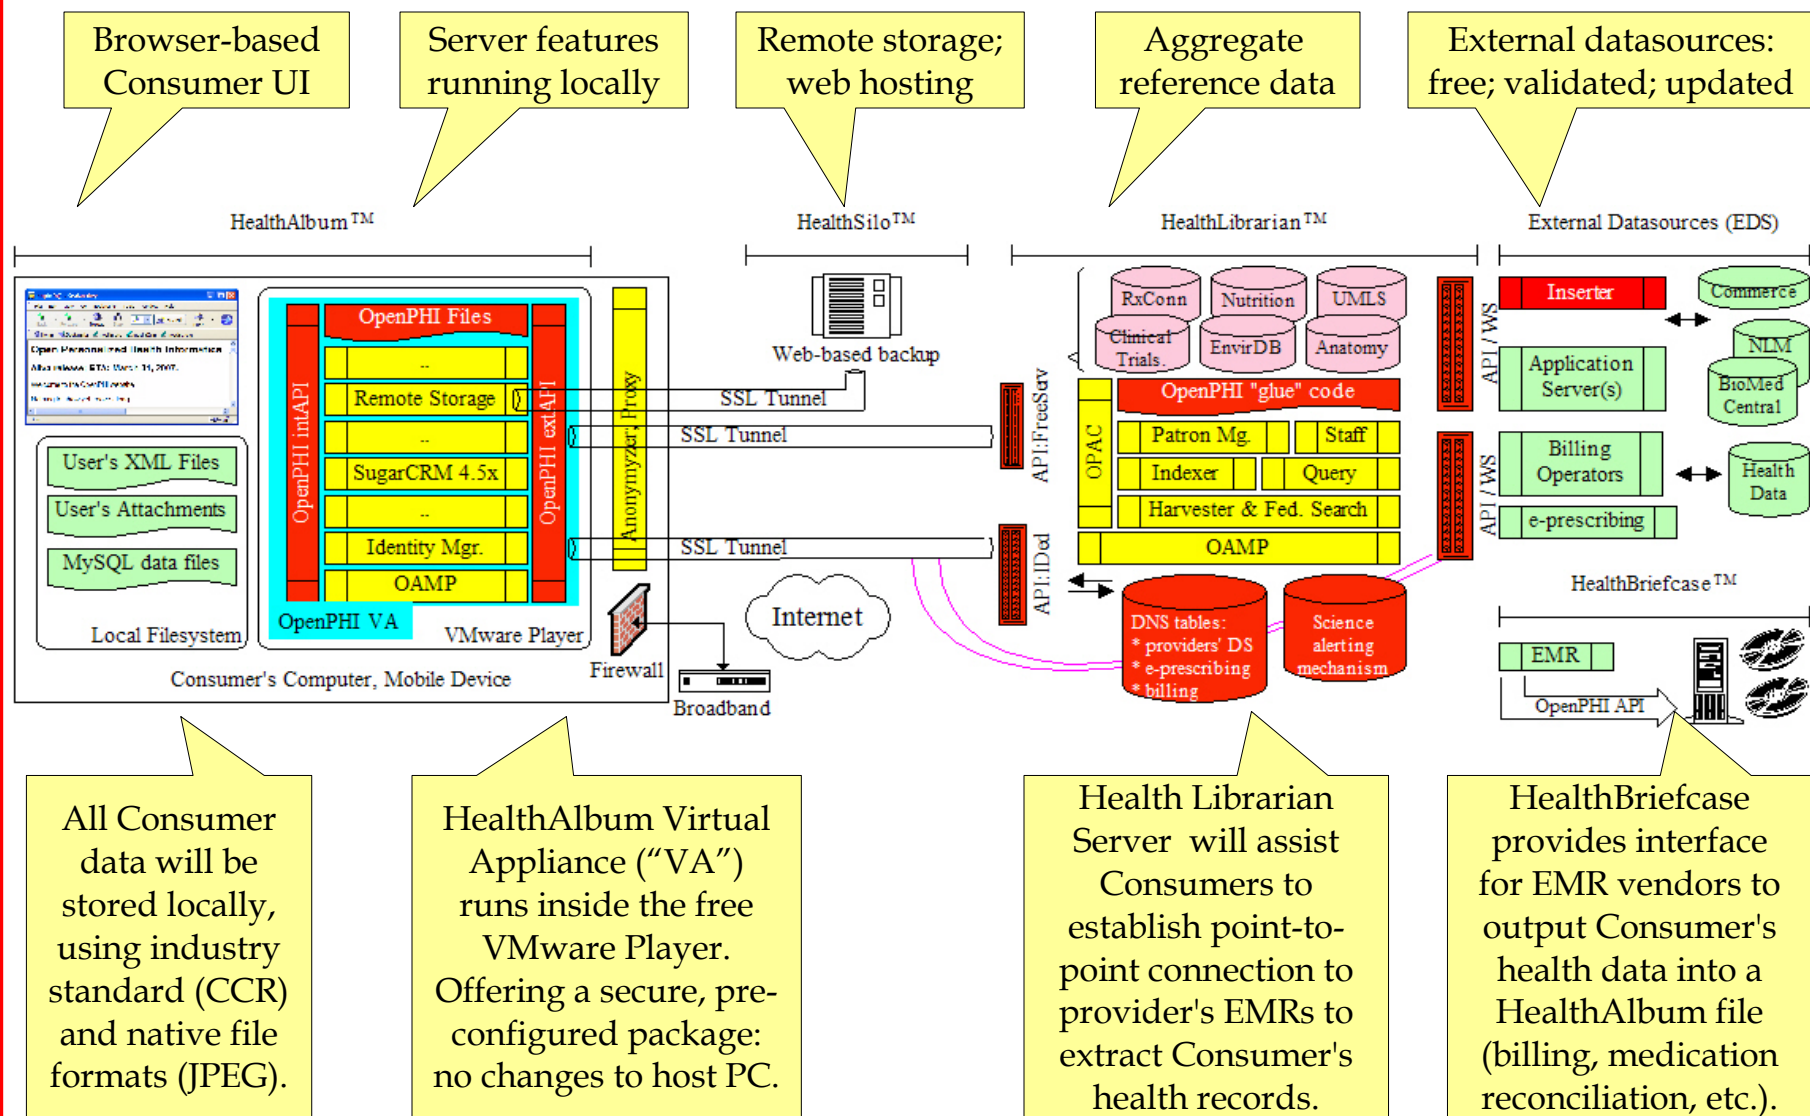 Browser-based
Consumer UI
Server features
running locally
Remote storage;
web hosting
Aggregate
reference data
External datasources:
free; validated; updated
HealthAlbum™
HealthSilo™
HealthLibrarian™
External Datasources (EDS)
Open Personalized Health Informatics
OpenPHI intAPI
OpenPHI Files
..
Remote Storage
..
SugarCRM 4.5x
..
Identity Mgr.
OAMP
OpenPHI extAPI
OpenPHI VA
VMware Player
User's XML Files
User's Attachments
MySQL data files
Local Filesystem
Consumer's Computer, Mobile Device
Anonymyzer; Proxy
Firewall
Broadband
Web-based backup
SSL Tunnel
SSL Tunnel
SSL Tunnel
Internet
API:FreeServ
API:IDed
RxConn
Nutrition
UMLS
Clinical
Trials.
EnvirDB
Anatomy
OPAC
OpenPHI "glue" code
Patron Mg.
Staff
Indexer
Query
Harvester & Fed. Search
OAMP
DNS tables:
* providers' DS
* e-prescribing
* billing
Science
alerting
mechanism
API / WS
API / WS
Inserter
Application
Server(s)
Billing
Operators
e-prescribing
Commerce
NLM
BioMed
Central
Health
Data
HealthBriefcase™
EMR
OpenPHI API
All Consumer
data will be
stored locally,
using industry
standard (CCR)
and native file
formats (JPEG).
HealthAlbum Virtual
Appliance (“VA”)
runs inside the free
VMware Player.
Offering a secure, pre-
configured package:
no changes to host PC.
Health Librarian
Server will assist
Consumers to
establish point-to-
point connection to
provider's EMRs to
extract Consumer's
health records.
HealthBriefcase
provides interface
for EMR vendors to
output Consumer's
health data into a
HealthAlbum file
(billing, medication
reconciliation, etc.).